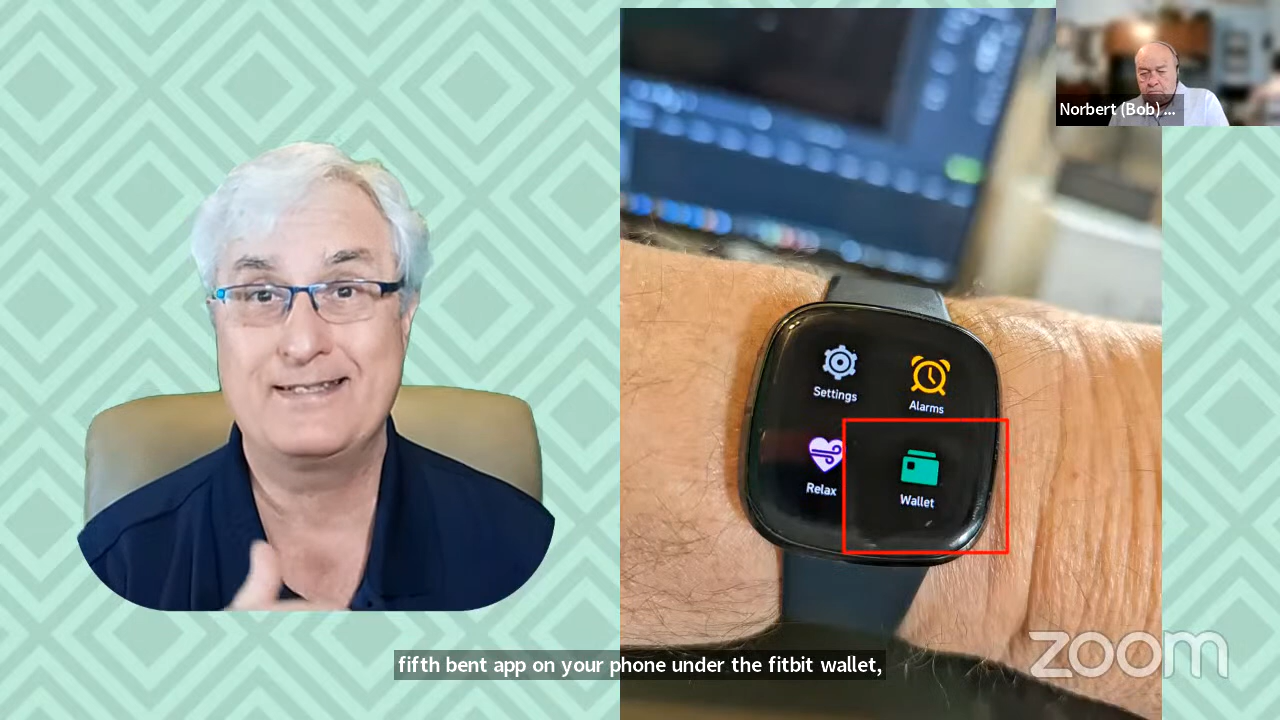 Norbert (Bob) ...
Settings
Alarms
Relax
Wallet
fifth bent app on your phone under the fitbit wallet,
zoom